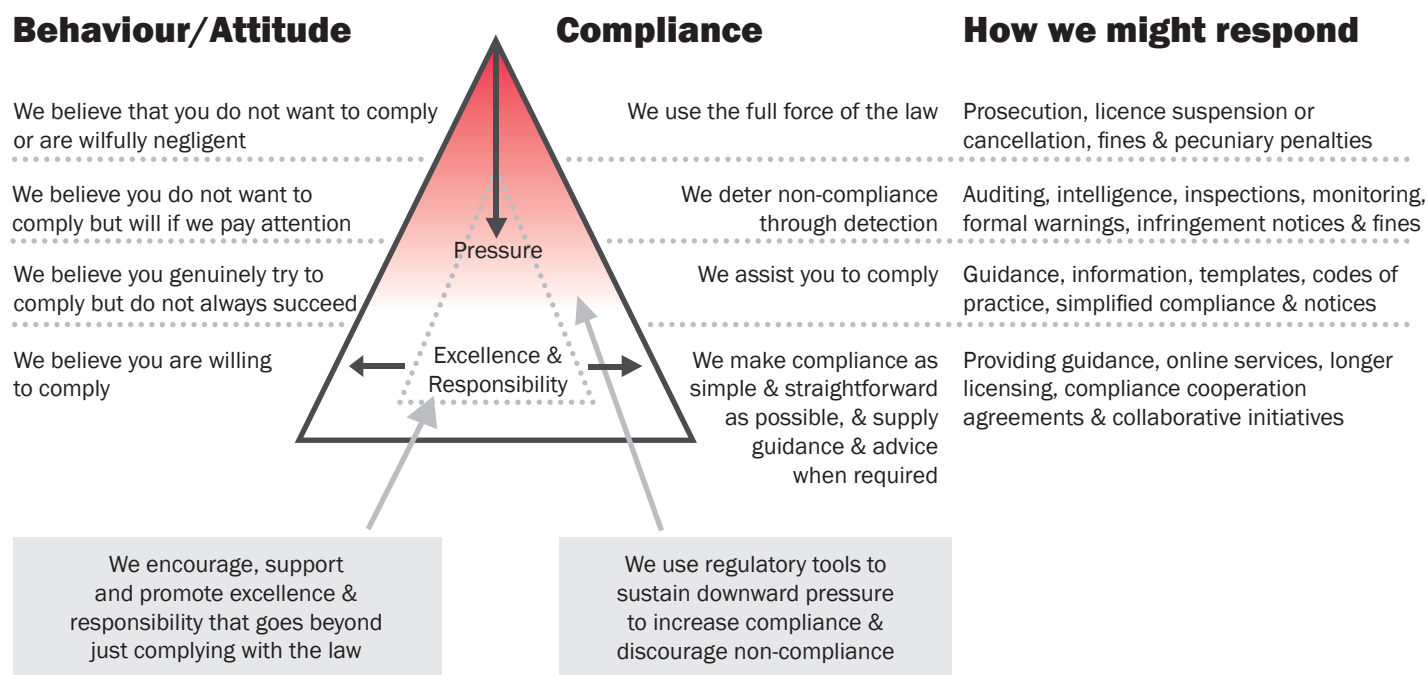 Behaviour/Attitude
Compliance
How we might respond
We believe that you do not want to comply
or are wilfully negligent
We use the full force of the law
Prosecution, licence suspension or
cancellation, fines & pecuniary penalties
We believe you do not want to
comply but will if we pay attention
We deter non-compliance
through detection
Auditing, intelligence, inspections, monitoring,
formal warnings, infringement notices & fines
Pressure
We believe you genuinely try to
comply but do not always succeed
We assist you to comply
Guidance, information, templates, codes of
practice, simplified compliance & notices
We believe you are willing
to comply
Excellence &
Responsibility
We make compliance as
simple & straightforward
as possible, & supply
guidance & advice
when required
Providing guidance, online services, longer
licensing, compliance cooperation
agreements & collaborative initiatives
We encourage, support
and promote excellence &
responsibility that goes beyond
just complying with the law
We use regulatory tools to
sustain downward pressure
to increase compliance &
discourage non-compliance